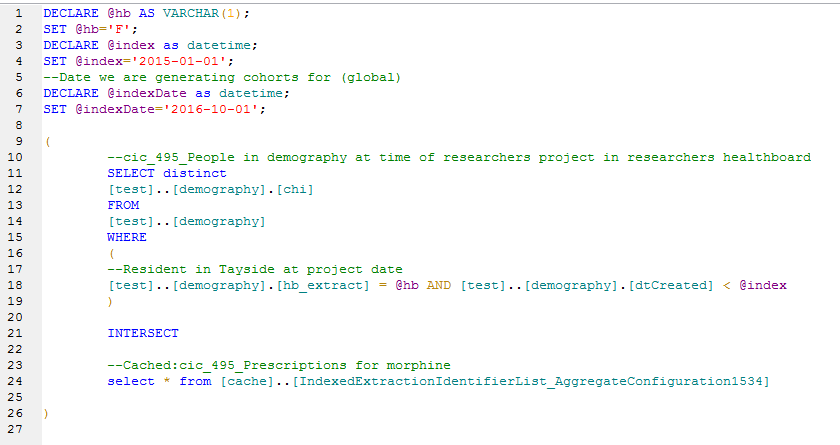 1 DECLARE @hb AS VARCHAR(1);
2 SET @hb='F';
3 DECLARE @index as datetime;
4 SET @index='2015-01-01';
5 --Date we are generating cohorts for (global)
6 DECLARE @indexDate as datetime;
7 SET @indexDate='2016-10-01';
8
9 (
10 --cic_495_People in demography at time of researchers project in researchers healthboard
11 SELECT distinct
12 [test]..[demography].[chi]
13 FROM
14 [test]..[demography]
15 WHERE
16 (
17 --Resident in Tayside at project date
18 [test]..[demography].[hb_extract] = @hb AND [test]..[demography].[dtCreated] < @index
19 )
20
21 INTERSECT
22
23 --Cached:cic_495_Prescriptions for morphine
24 select * from [cache]..[IndexedExtractionIdentifierList_AggregateConfiguration1534]
25
26 )
27